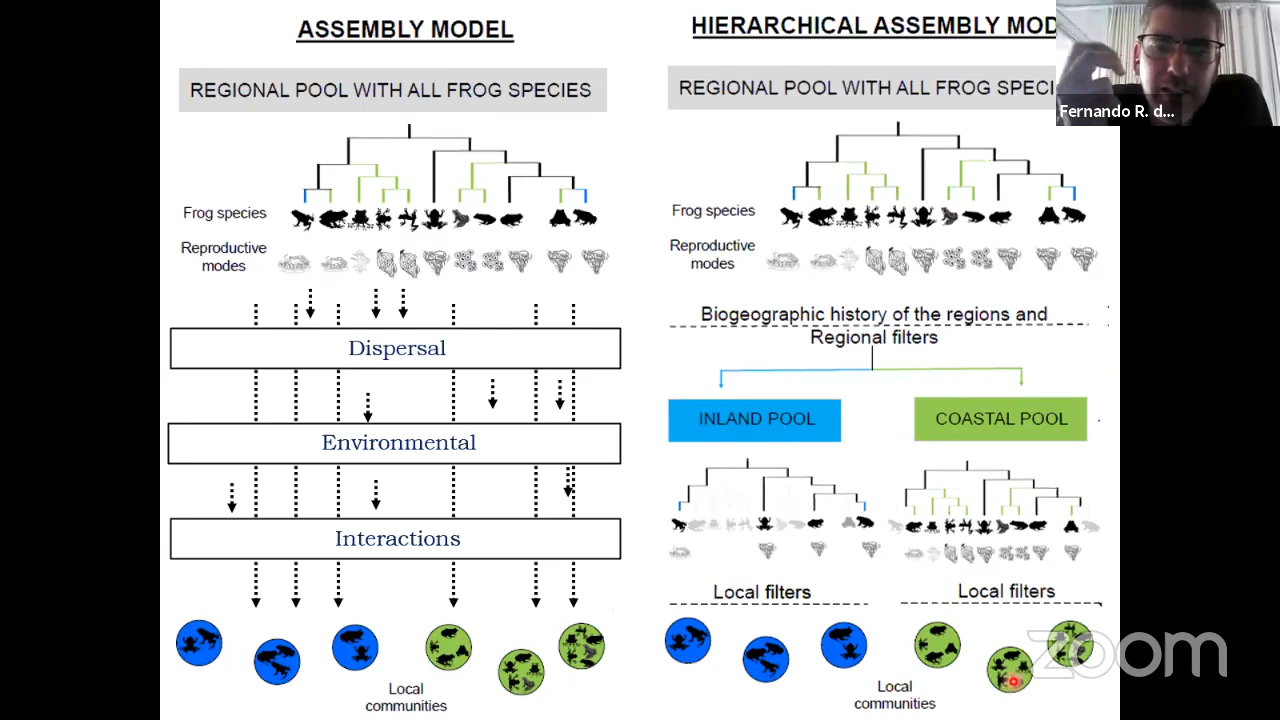 ASSEMBLY MODEL
REGIONAL POOL WITH ALL FROG SPECIES
Frog species
Reproductive
modes
Dispersal
Environmental
Interactions
Local
communities
HIERARCHICAL ASSEMBLY MOD
REGIONAL POOL WITH ALL FROG SPECI
Frog species
Reproductive
modes
Biogeographic history of the regions and
Regional filters
INLAND POOL
COASTAL POOL
Local filters
Local filters
Local
communities
Fernando R. d...
zoom